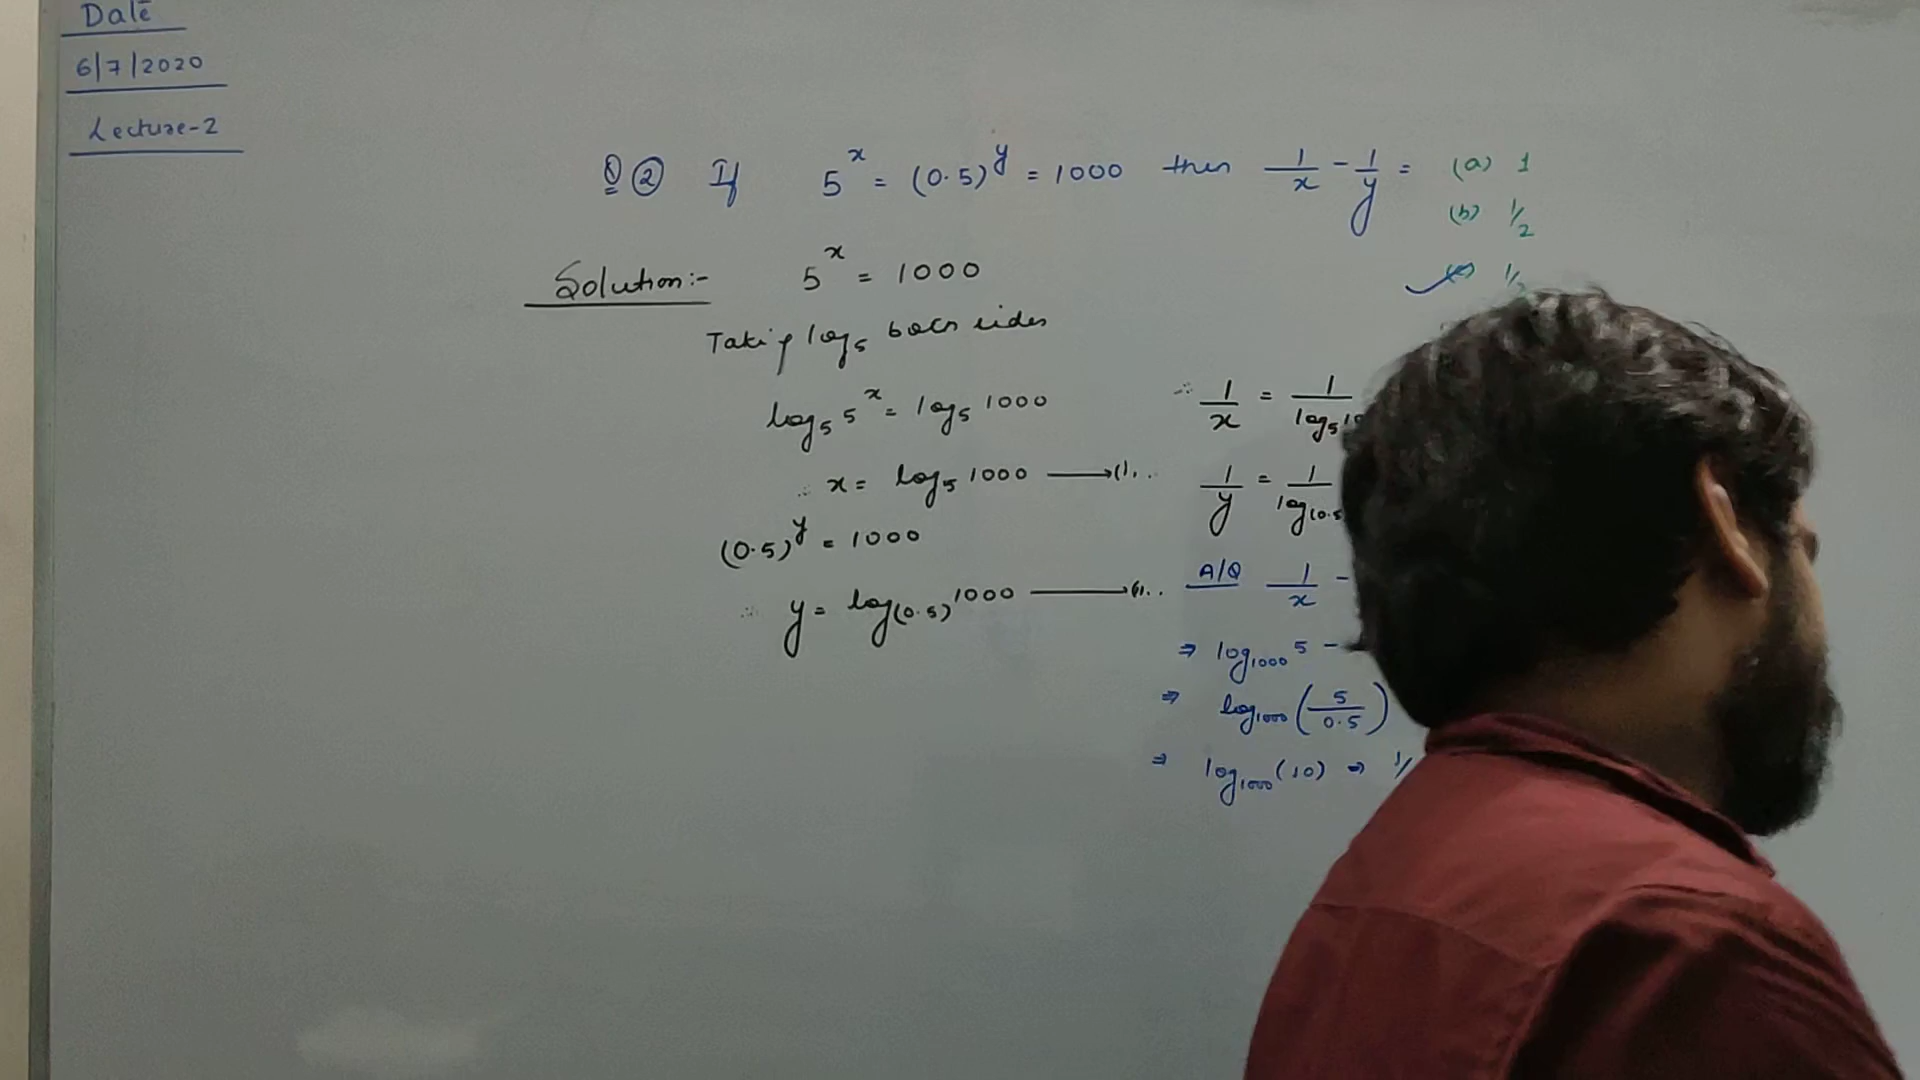 Date
6/7/2020
Lecture-2
Q ② If 5^x = (0.5)^y = 1000 then 1/x - 1/y = (a) 1
(b) 1/2
(c)
Solution:- 5^x = 1000
Taking log₅ both sides
log₅ 5^x = log₅ 1000
∴ x = log₅ 1000
(0.5)^y = 1000
∴ y = log(0.5) 1000
∴ 1/x = 1/log₅
1/y = 1/log(0.5
A/Q 1/x -
⇒ log₁₀₀₀ 5 -
⇒ log₁₀₀₀ (5/0.5)
⇒ log₁₀₀₀ (10) ⇒ 1/